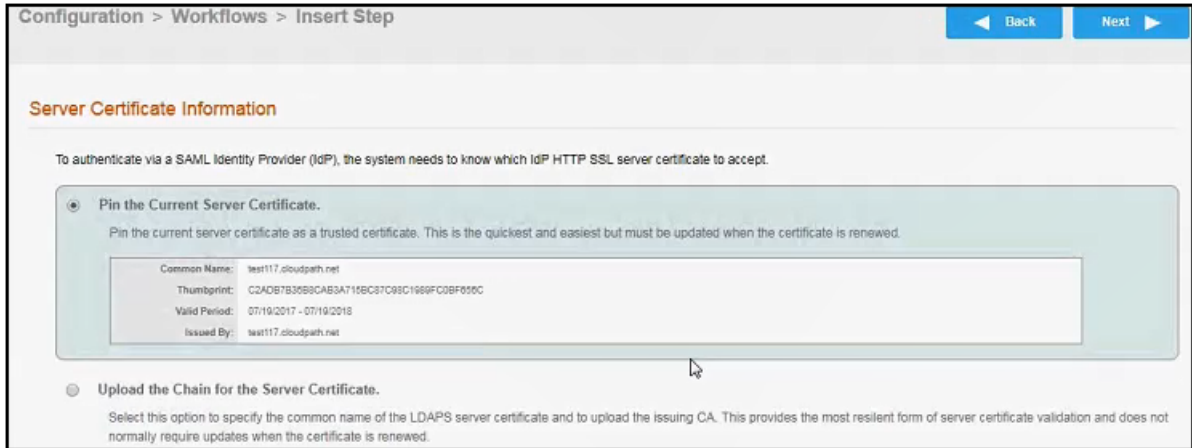 Configuration > Workflows > Insert Step
Back
Next
Server Certificate Information
To authenticate via a SAML Identity Provider (IdP), the system needs to know which IdP HTTP SSL server certificate to accept.
Pin the Current Server Certificate.
Pin the current server certificate as a trusted certificate. This is the quickest and easiest but must be updated when the certificate is renewed.
Common Name: test117.cloudpath.net
Thumbprint:
Valid Period: 07/19/2017 - 07/19/2018
Issued By: test117.cloudpath.net
Upload the Chain for the Server Certificate.
Select this option to specify the common name of the LDAPS server certificate and to upload the issuing CA. This provides the most resilent form of server certificate validation and does not
normally require updates when the certificate is renewed.